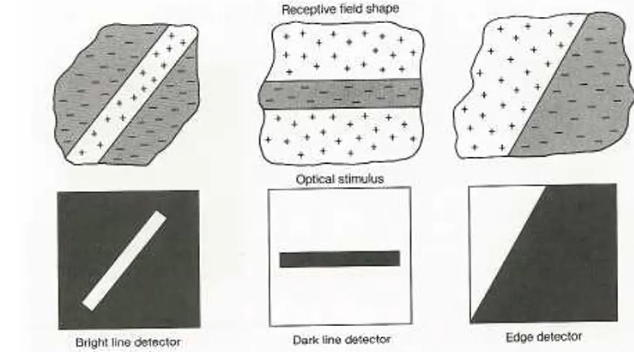 Receptive field shape
Optical stimulus
Bright line detector
Dark line detector
Edge detector